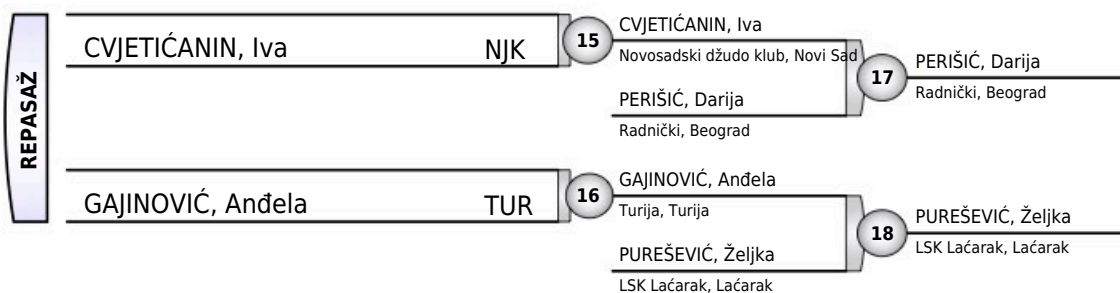 REPASAŽ
CVJETIĆANIN, Iva NJK
15
CVJETIĆANIN, Iva
Novosadski džudo klub, Novi Sad
PERIŠIĆ, Darija
Radnički, Beograd
17
PERIŠIĆ, Darija
Radnički, Beograd
GAJINOVIĆ, Anđela TUR
16
GAJINOVIĆ, Anđela
Turija, Turija
PUREŠEVIĆ, Željka
LSK Laćarak, Laćarak
18
PUREŠEVIĆ, Željka
LSK Laćarak, Laćarak